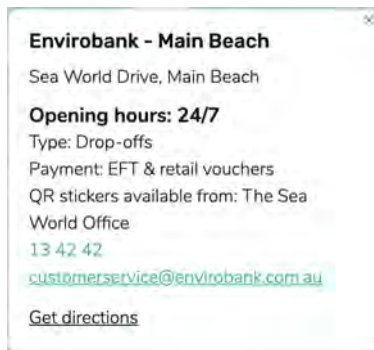 Envirobank - Main Beach
Sea World Drive, Main Beach
Opening hours: 24/7
Type: Drop-offs
Payment: EFT & retail vouchers
QR stickers available from: The Sea
World Office
13 42 42
customerservice@envirobank.com.au
Get directions